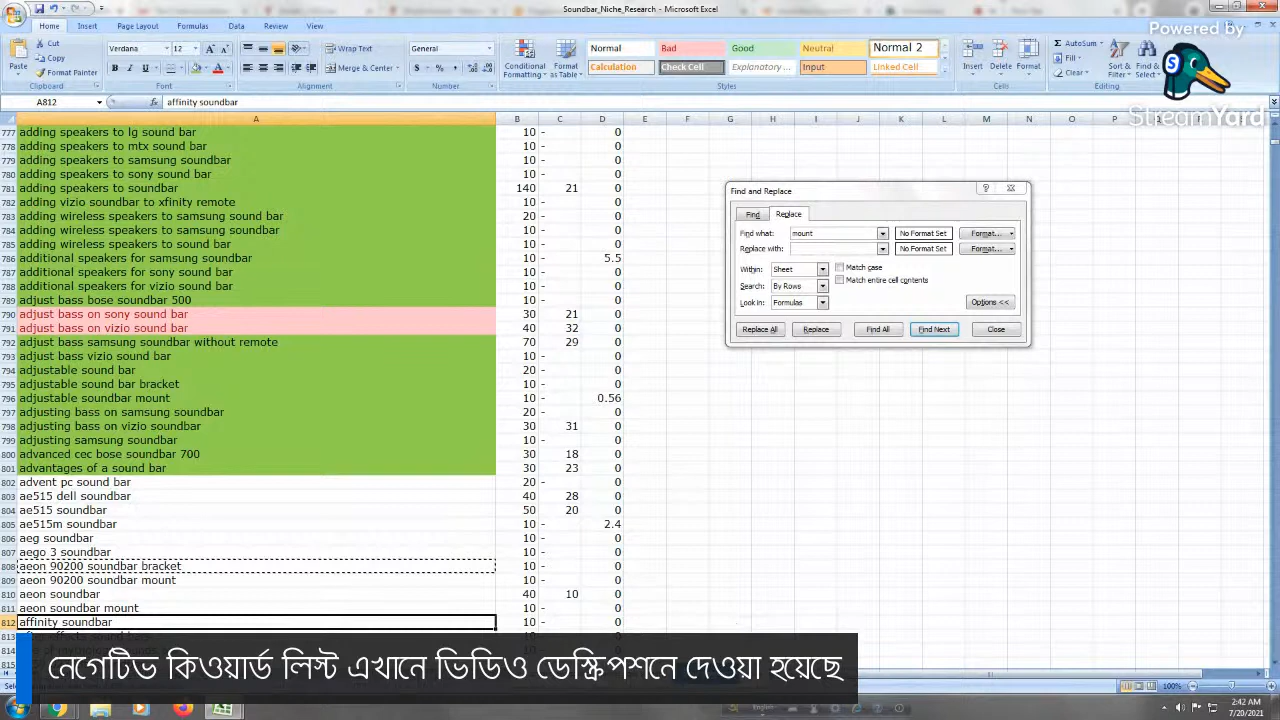 Soundbar_Niche_Research - Microsoft Excel
Home Insert Page Layout Formulas Data Review View
Powered by
StreamYard
Paste
Cut
Copy
Format Painter
Clipboard
Verdana 12
Font
Wrap Text
Merge & Center
Alignment
General
Number
Conditional Formatting
Format as Table
Normal Bad Good Neutral Normal 2
Calculation Check Cell Explanatory ... Input Linked Cell
Styles
Insert Delete Format
Cells
AutoSum
Fill
Clear
Sort & Find &
Editing
A812 affinity soundbar
A B C D E F G H I J K L M N O P Q R
777 adding speakers to lg sound bar 10 - 0
778 adding speakers to mtx sound bar 10 - 0
779 adding speakers to samsung soundbar 10 - 0
780 adding speakers to sony sound bar 10 - 0
781 adding speakers to soundbar 140 21 0
782 adding vizio soundbar to xfinity remote 10 - 0
783 adding wireless speakers to samsung sound bar 20 - 0
784 adding wireless speakers to samsung soundbar 10 - 0
785 adding wireless speakers to sound bar 10 - 0
786 additional speakers for samsung soundbar 10 - 5.5
787 additional speakers for sony sound bar 10 - 0
788 additional speakers for vizio sound bar 10 - 0
789 adjust bass bose soundbar 500 10 - 0
790 adjust bass on sony sound bar 30 21 0
791 adjust bass on vizio sound bar 40 32 0
792 adjust bass samsung soundbar without remote 70 29 0
793 adjust bass vizio sound bar 10 - 0
794 adjustable sound bar 20 - 0
795 adjustable sound bar bracket 10 - 0
796 adjustable soundbar mount 10 - 0.56
797 adjusting bass on samsung soundbar 20 - 0
798 adjusting bass on vizio soundbar 30 31 0
799 adjusting samsung soundbar 10 - 0
800 advanced cec bose soundbar 700 30 18 0
801 advantages of a sound bar 30 23 0
802 advent pc sound bar 20 - 0
803 ae515 dell soundbar 40 28 0
804 ae515 soundbar 50 20 0
805 ae515m soundbar 10 - 2.4
806 aeg soundbar 10 - 0
807 aego 3 soundbar 10 - 0
808 aeon 90200 soundbar bracket 10 - 0
809 aeon 90200 soundbar mount 10 - 0
810 aeon soundbar 40 10 0
811 aeon soundbar mount 10 - 0
812 affinity soundbar 10 - 0
Find and Replace
Find Replace
Find what: mount No Format Set Format...
Replace with: No Format Set Format...
Within: Sheet Match case
Search: By Rows Match entire cell contents
Look in: Formulas Options <<
Replace All Replace Find All Find Next Close
নেগেটিভ কিওয়ার্ড লিস্ট এখানে ভিডিও ডেস্ক্রিপশনে দেওয়া হয়েছে
100%
2:42 AM
7/20/2021